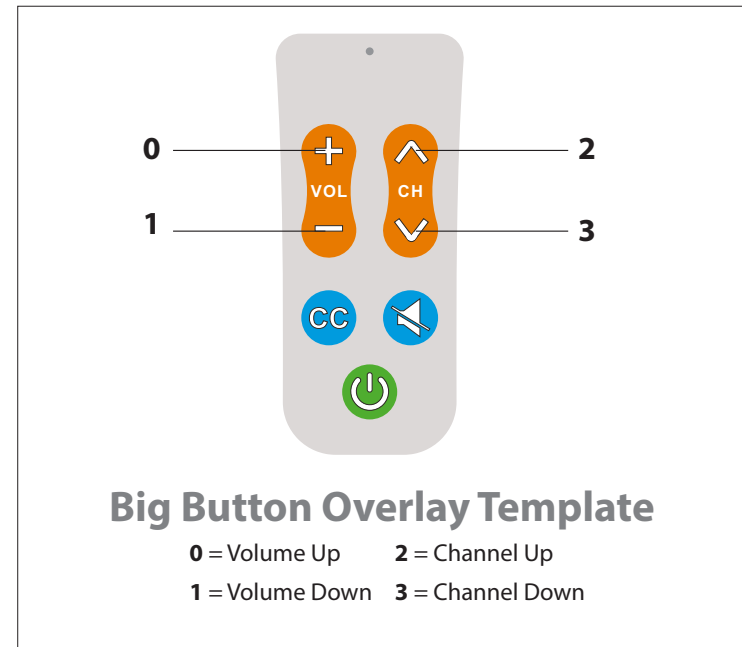 0
2
VOL
CH
1
3
CC
Big Button Overlay Template
0 = Volume Up 2 = Channel Up
1 = Volume Down 3 = Channel Down